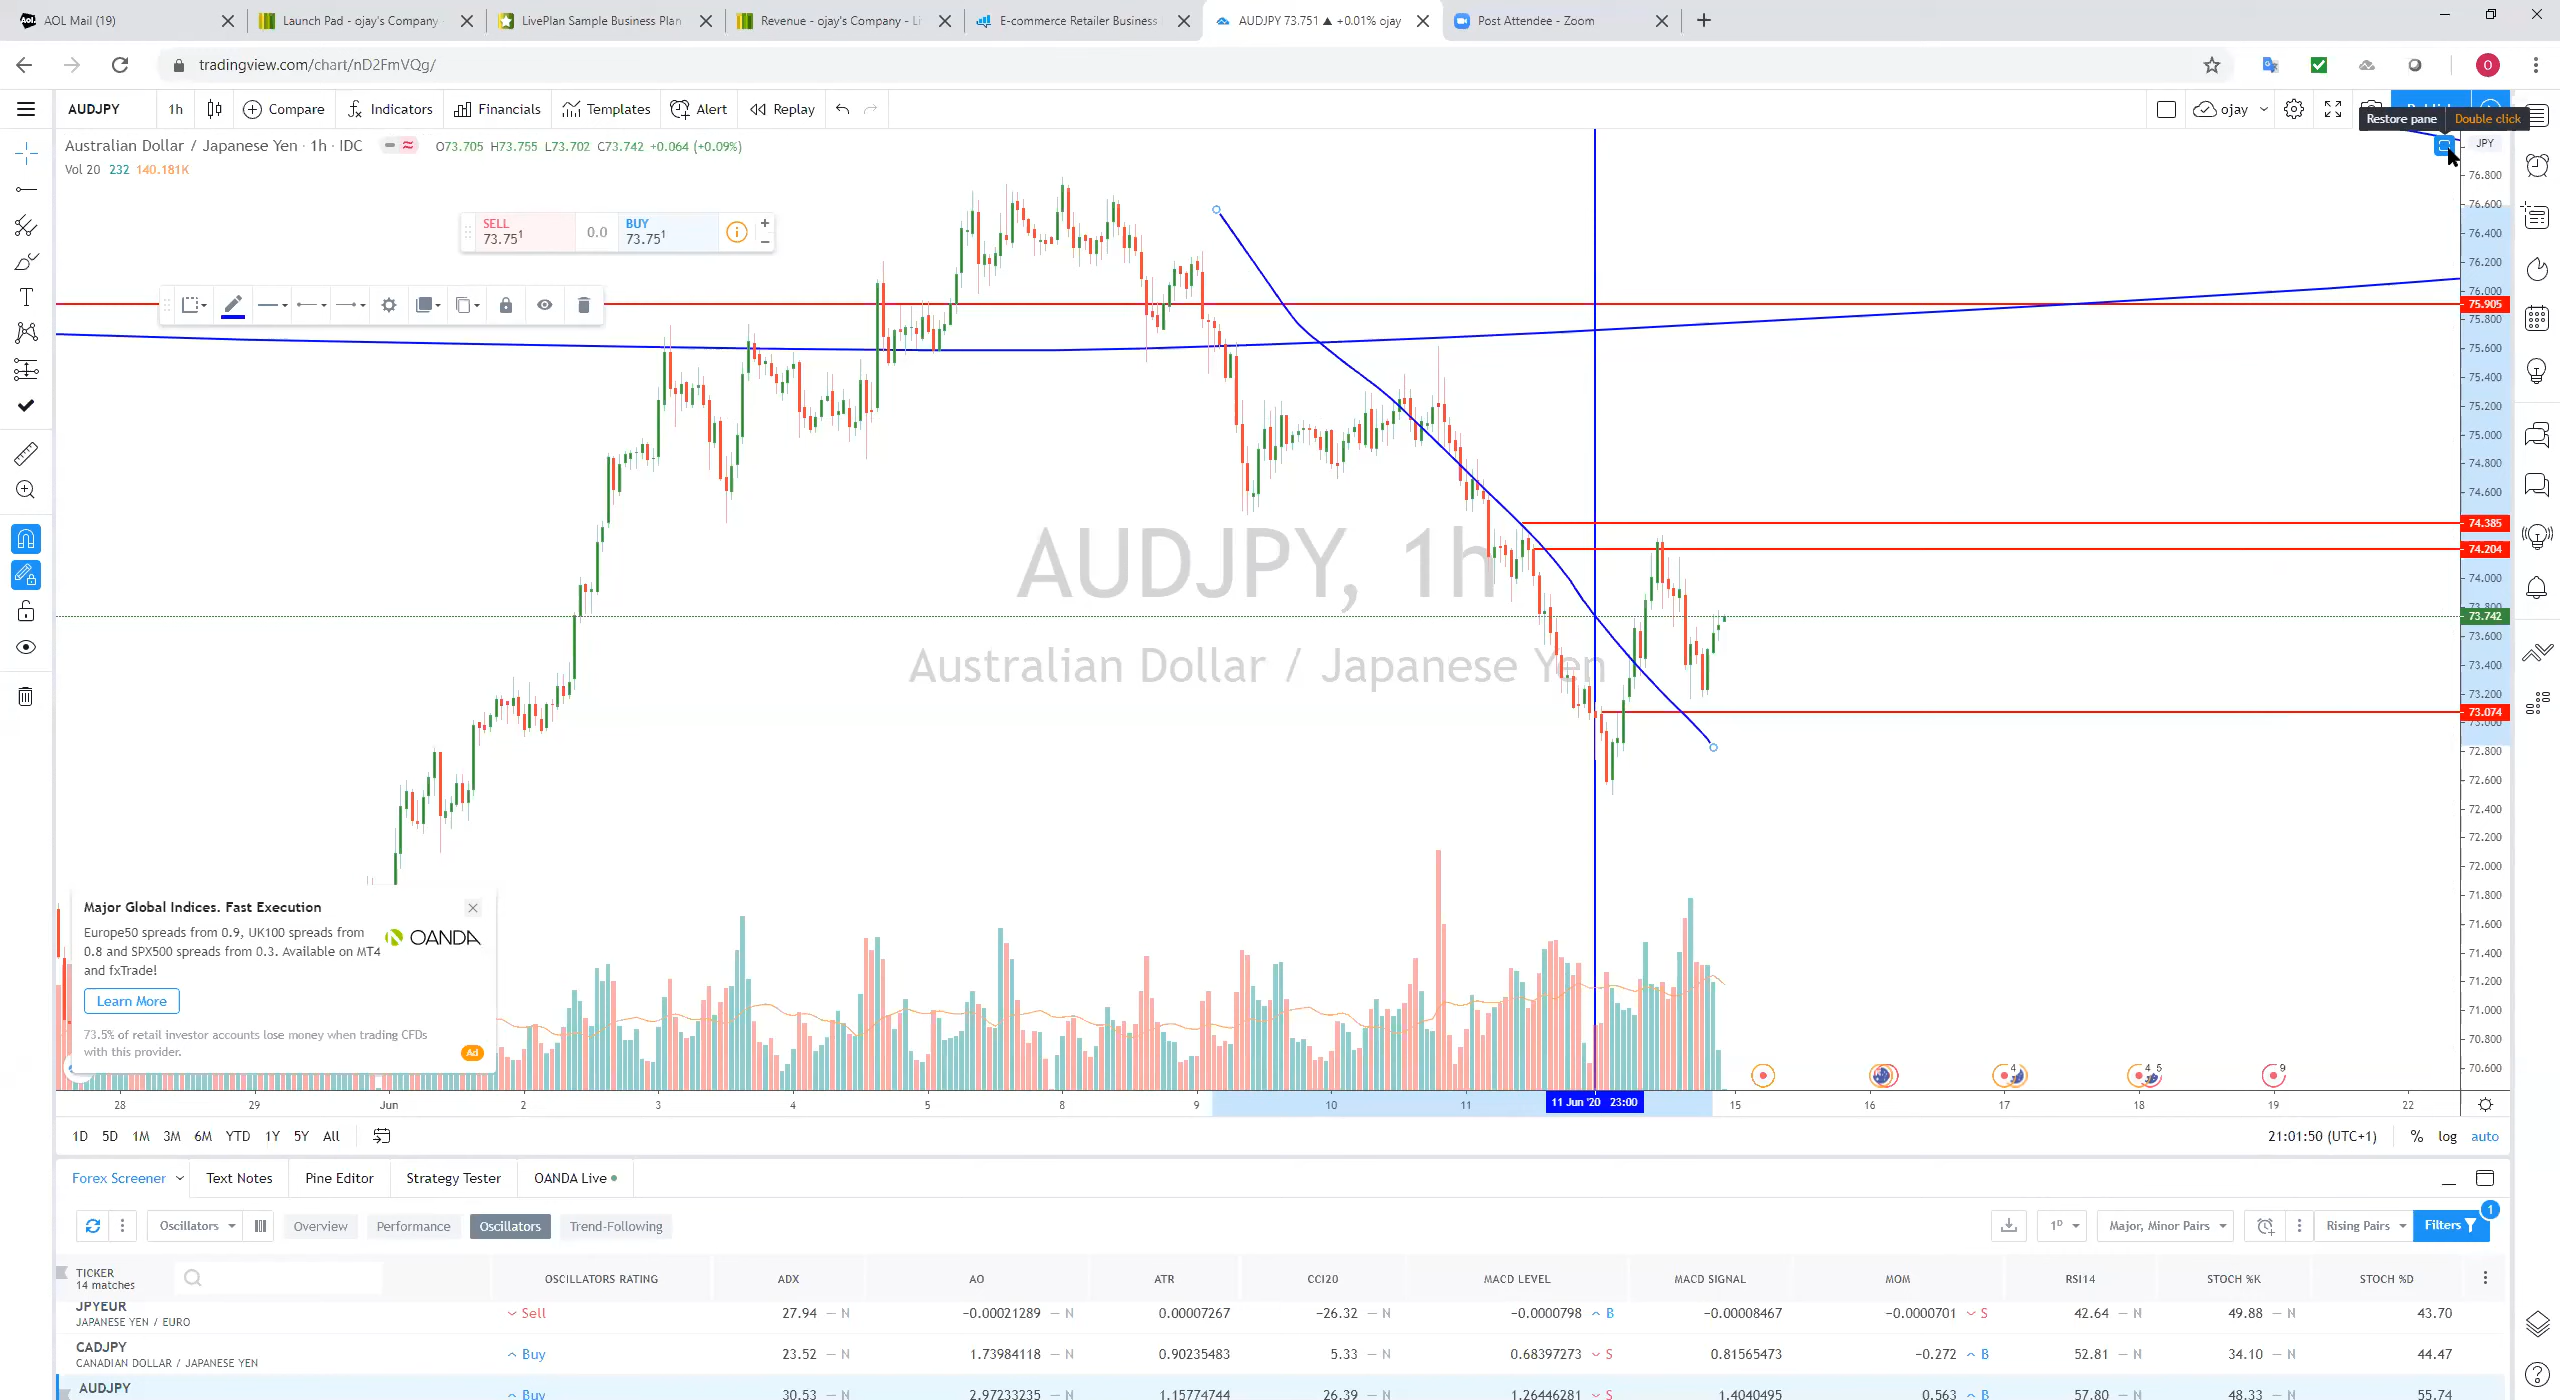 AOL Mail (19)
Launch Pad - ojay's Company
LivePlan Sample Business Plan
Revenue - ojay's Company - Li
E-commerce Retailer Business
AUDJPY 73.751 ▲ +0.01% ojay
Post Attendee - Zoom
tradingview.com/chart/nD2FmVQg/
O
AUDJPY 1h Compare Indicators Financials Templates Alert Replay ojay
Restore pane Double click
Australian Dollar / Japanese Yen · 1h · IDC O73.705 H73.755 L73.702 C73.742 +0.064 (+0.09%)
JPY
Vol 20 232 140.181K
SELL 73.751 0.0 BUY 73.751
76.800
76.600
76.400
76.200
76.000
75.905
75.800
75.600
75.400
75.200
75.000
74.800
74.600
74.385
74.204
74.000
73.800
73.742
73.600
73.400
73.200
73.074
73.000
72.800
72.600
72.400
72.200
72.000
71.800
71.600
71.400
71.200
71.000
70.800
70.600
AUDJPY, 1h
Australian Dollar / Japanese Yen
Major Global Indices. Fast Execution
Europe50 spreads from 0.9, UK100 spreads from
0.8 and SPX500 spreads from 0.3. Available on MT4
and fxTrade!
OANDA
Learn More
73.5% of retail investor accounts lose money when trading CFDs
with this provider.
Ad
4 4 5 9
28 29 Jun 2 3 4 5 8 9 10 11 11 Jun '20 23:00 15 16 17 18 19 22
1D 5D 1M 3M 6M YTD 1Y 5Y All 21:01:50 (UTC+1) % log auto
Forex Screener Text Notes Pine Editor Strategy Tester OANDA Live
1
Oscillators Overview Performance Oscillators Trend-Following 1D Major, Minor Pairs Rising Pairs Filters
TICKER OSCILLATORS RATING ADX AO ATR CCI20 MACD LEVEL MACD SIGNAL MOM RSI14 STOCH %K STOCH %D
14 matches
JPYEUR Sell 27.94 — N -0.00021289 — N 0.00007267 -26.32 — N -0.0000798 B -0.00008467 -0.0000701 S 42.64 — N 49.88 — N 43.70
JAPANESE YEN / EURO
CADJPY Buy 23.52 — N 1.73984118 — N 0.90235483 5.33 — N 0.68397273 S 0.81565473 -0.272 B 52.81 — N 34.10 — N 44.47
CANADIAN DOLLAR / JAPANESE YEN
AUDJPY Buy 30.53 — N 2.97233235 — N 1.15774744 26.39 — N 1.26446281 S 1.4040495 0.563 B 57.80 — N 48.33 — N 55.74